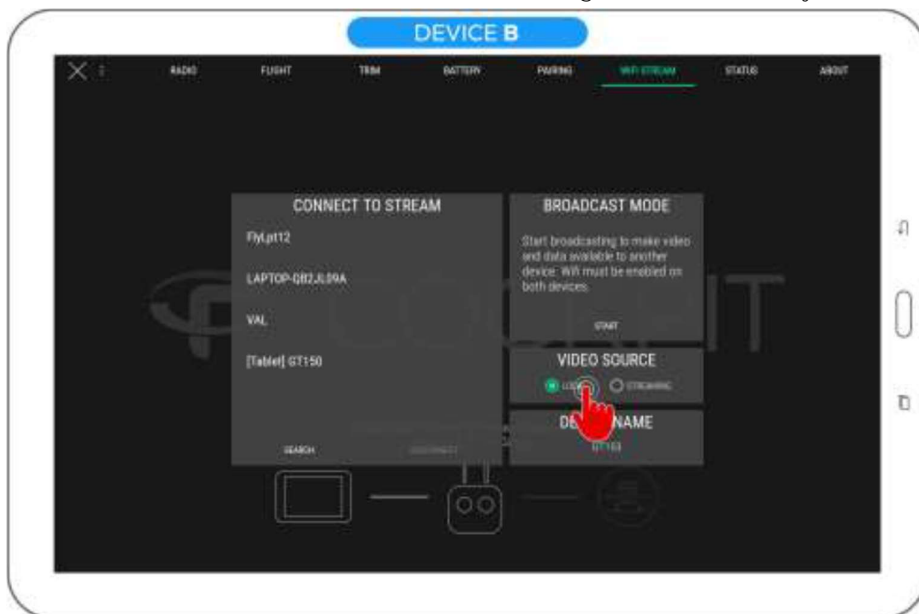 DEVICE B
RADIO FLIGHT TRIM BATTERY PAIRING WIFI STREAM STATUS ABOUT
CONNECT TO STREAM
FlyLpt12
LAPTOP-QB2JL09A
VAL
[Tablet] GT150
SEARCH DISCONNECT
BROADCAST MODE
Start broadcasting to make video
and data available to another
device. Wifi must be enabled on
both devices.
START
VIDEO SOURCE
STREAMING
NAME
COCKPIT